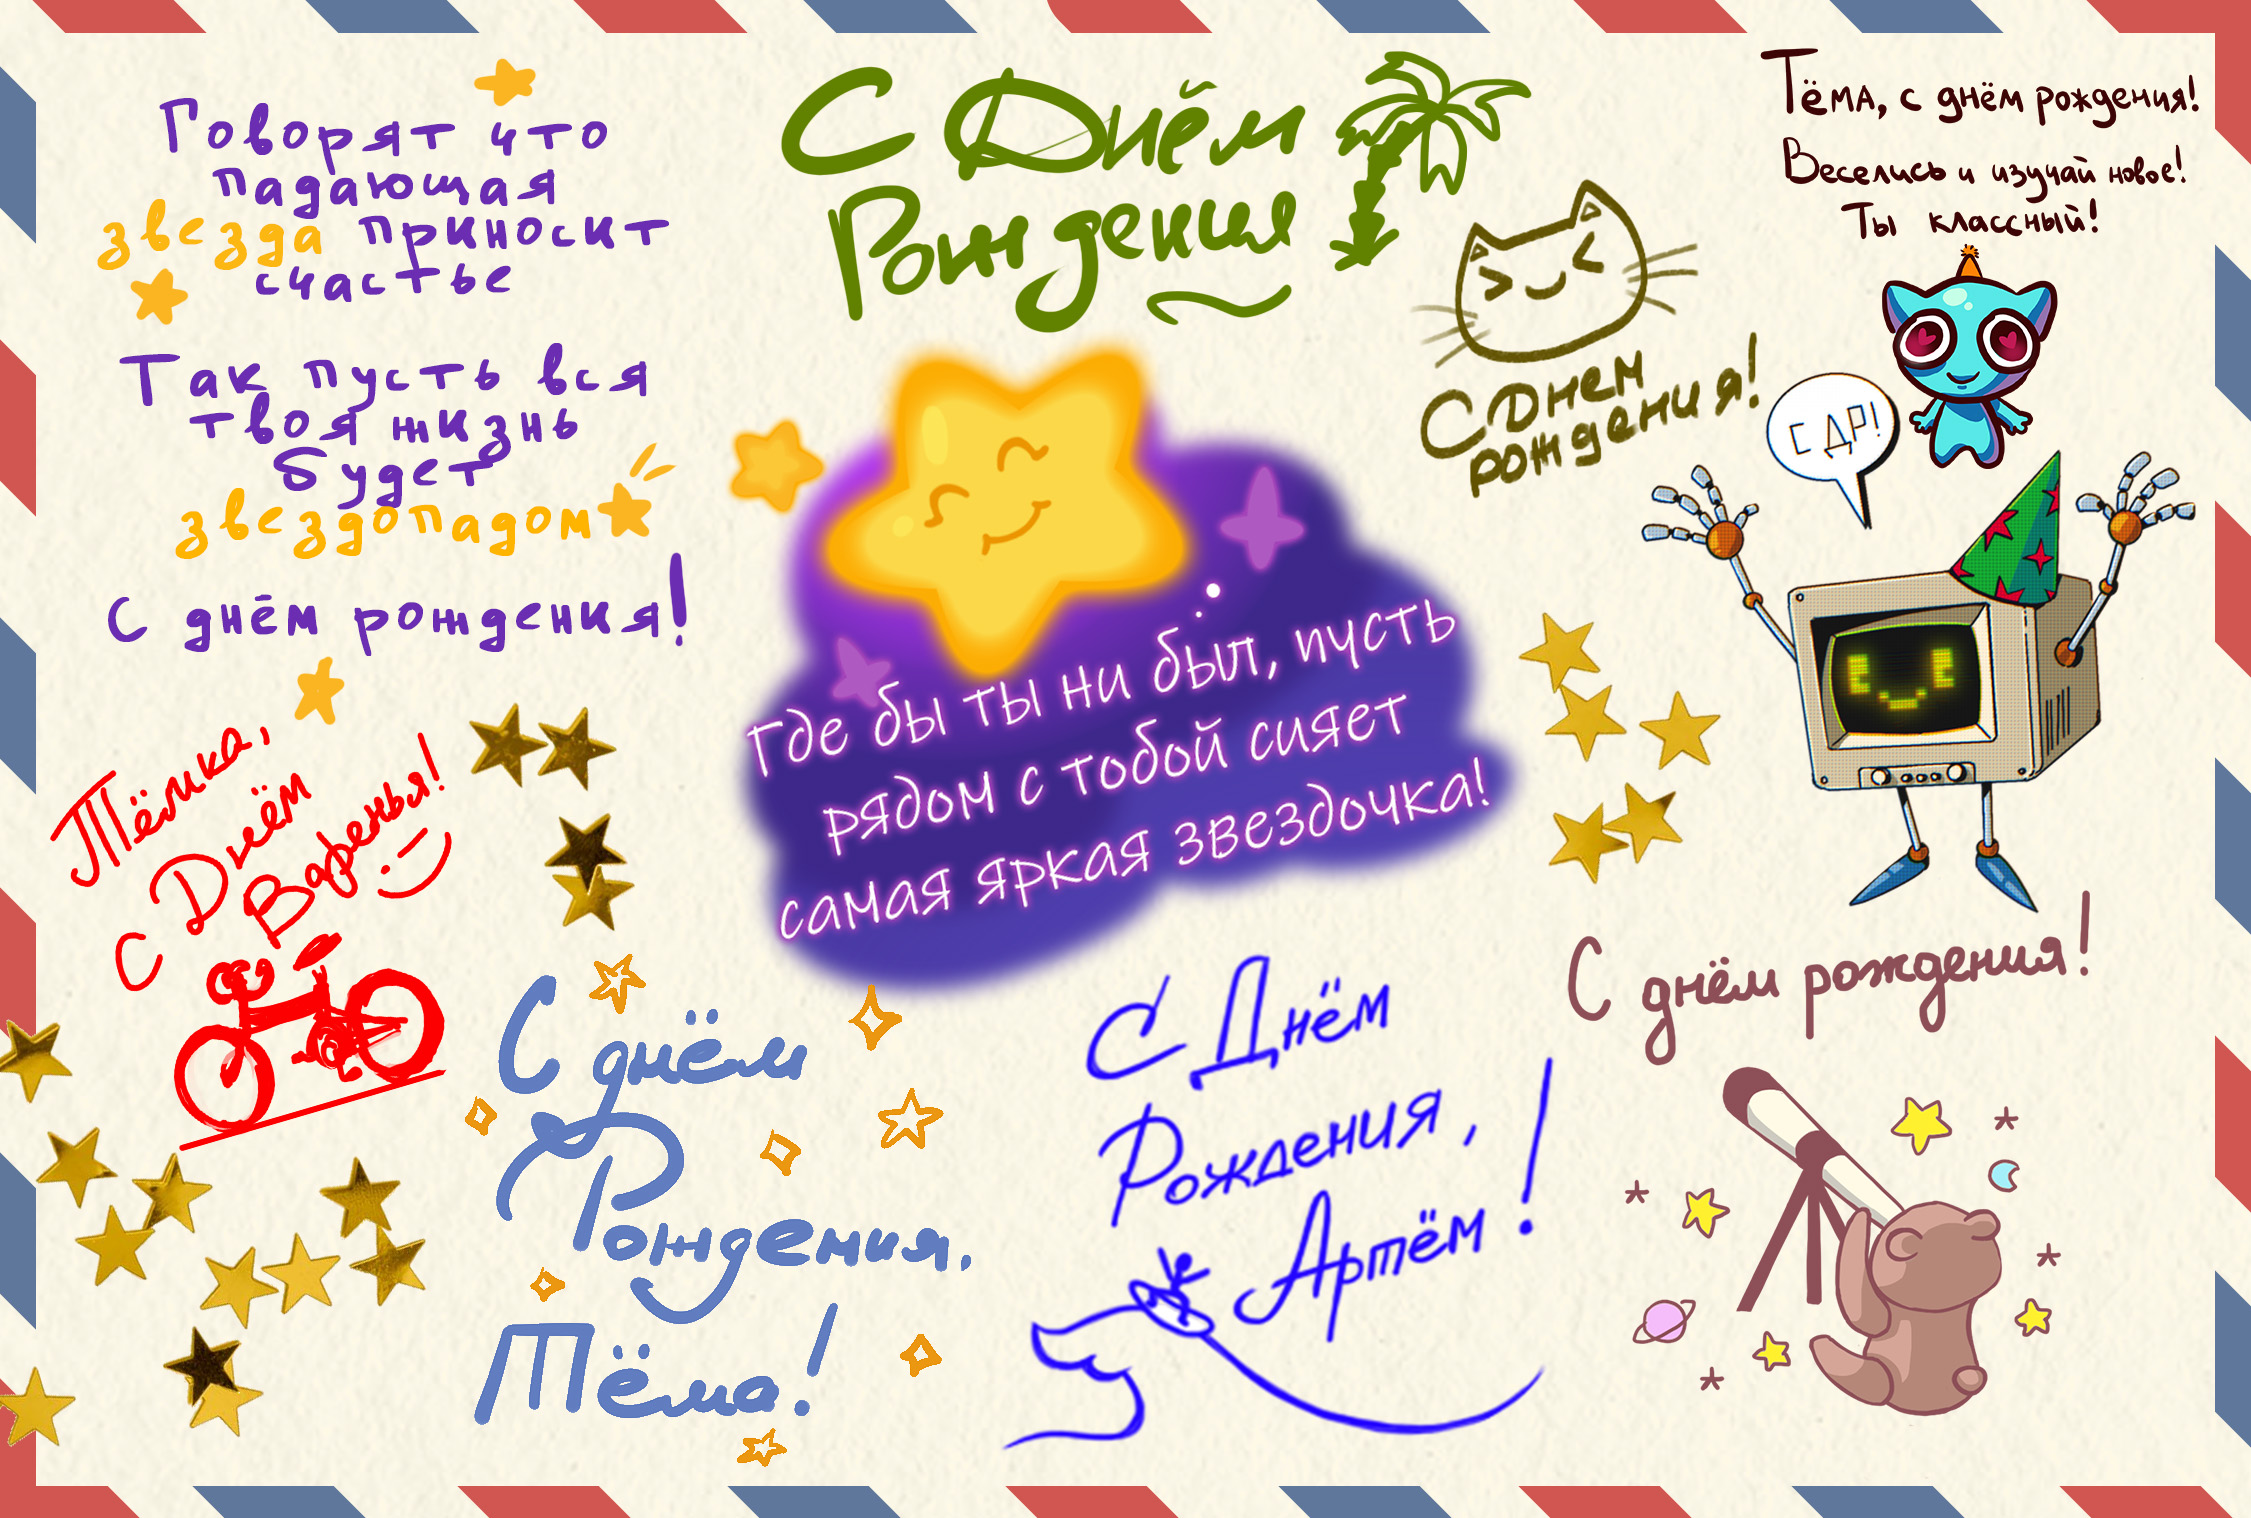 Говорят что
падающая
звезда приносит
счастье
Так пусть вся
твоя жизнь
будет
звездопадом
С днём рождения!
С Днём
Рождения
Тёма, с днём рождения!
Веселись и изучай новое!
Ты классный!
С Днем
рождения!
С ДР!
Где бы ты ни был, пусть
рядом с тобой сияет
самая яркая звездочка!
Тёмка,
С Днём
Варенья!
С днём
Рождения,
Тёма!
С Днём
Рождения,
Артём!
С днём рождения!